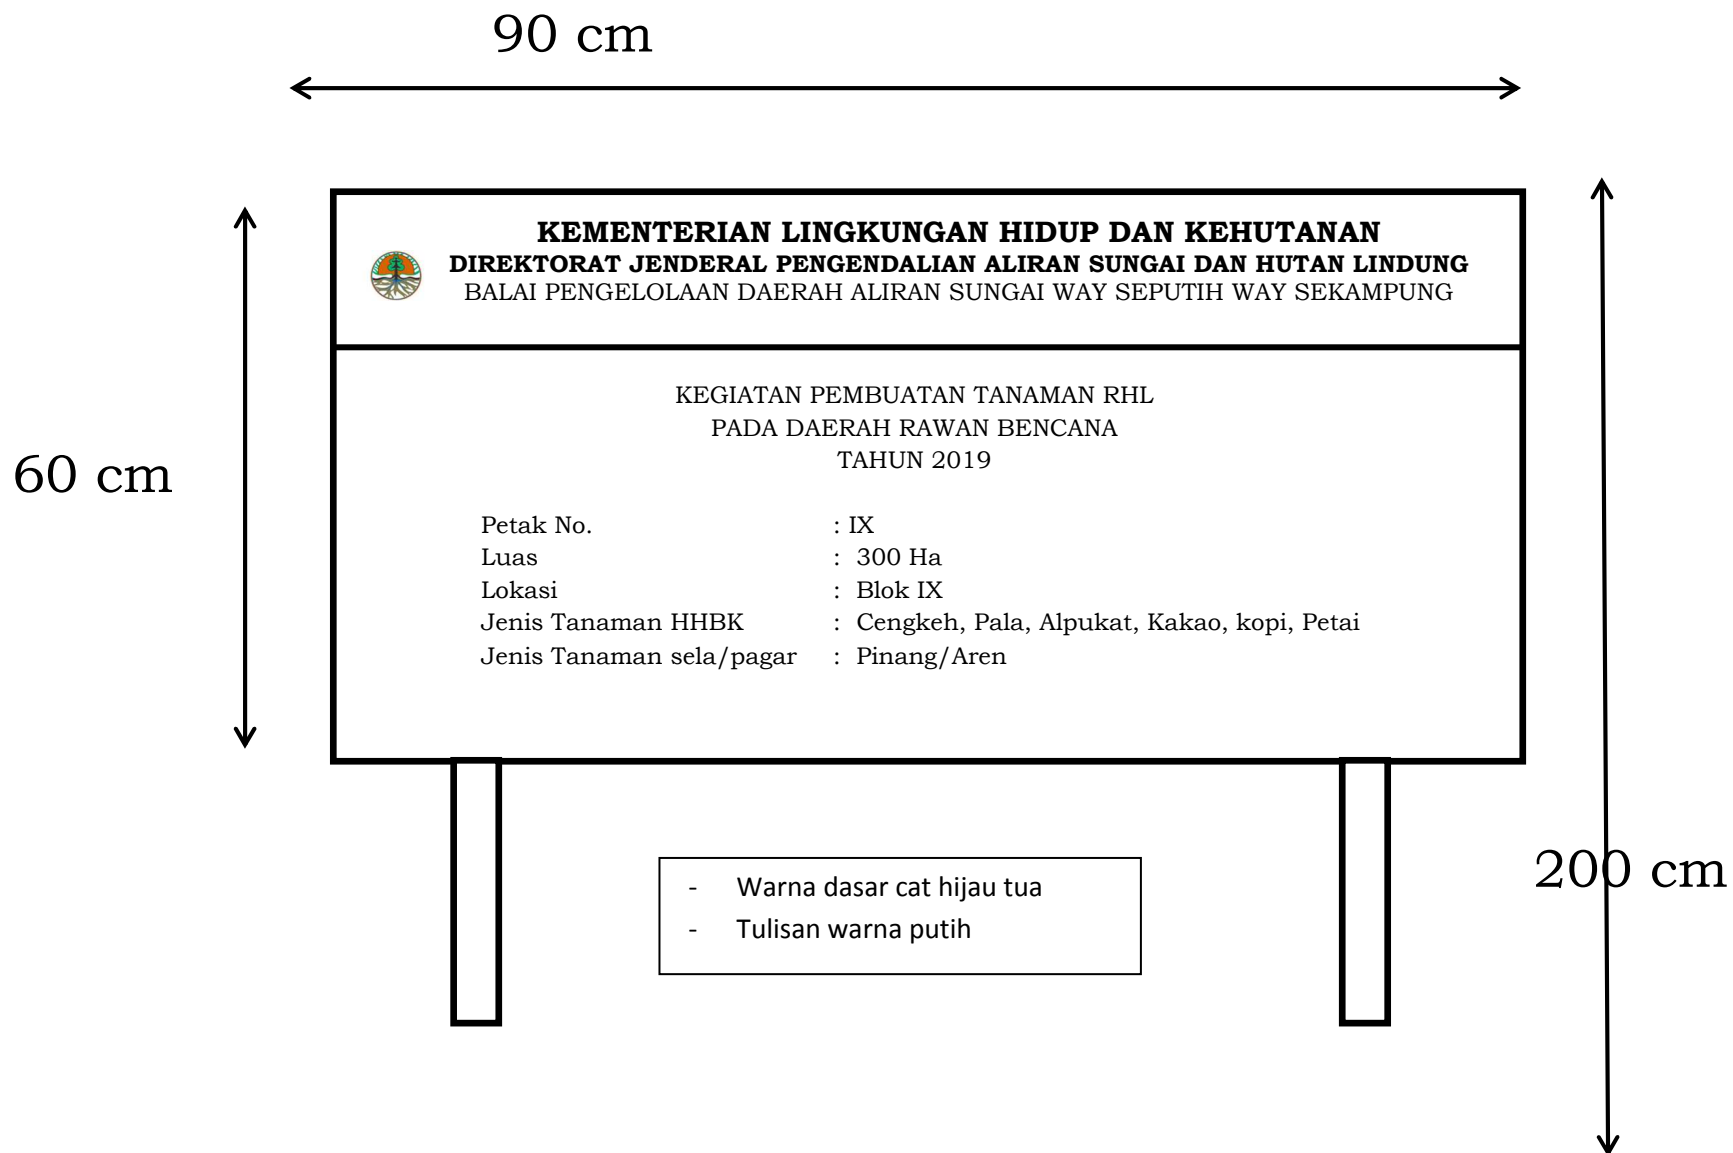 90 cm
KEMENTERIAN LINGKUNGAN HIDUP DAN KEHUTANAN
DIREKTORAT JENDERAL PENGENDALIAN ALIRAN SUNGAI DAN HUTAN LINDUNG
BALAI PENGELOLAAN DAERAH ALIRAN SUNGAI WAY SEPUTIH WAY SEKAMPUNG
KEGIATAN PEMBUATAN TANAMAN RHL
PADA DAERAH RAWAN BENCANA
TAHUN 2019
60 cm
Petak No. : IX
Luas : 300 Ha
Lokasi : Blok IX
Jenis Tanaman HHBK : Cengkeh, Pala, Alpukat, Kakao, kopi, Petai
Jenis Tanaman sela/pagar : Pinang/Aren
200 cm
- Warna dasar cat hijau tua
- Tulisan warna putih